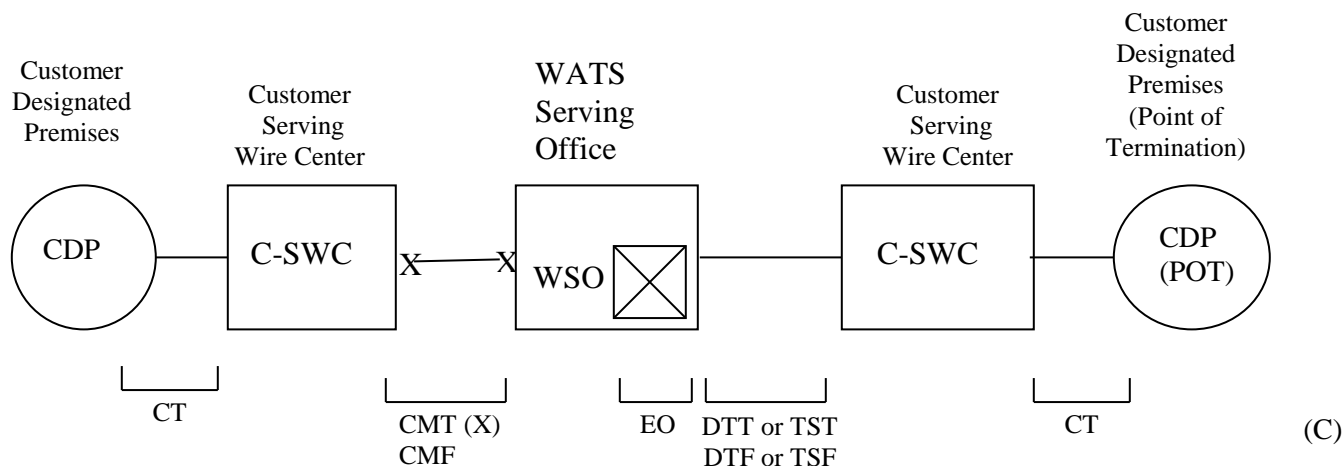 Customer
Designated
Premises
Customer
Serving
Wire Center
WATS
Serving
Office
Customer
Serving
Wire Center
Customer
Designated
Premises
(Point of
Termination)
CDP
C-SWC
X
X
WSO
C-SWC
CDP
(POT)
CT
CMT (X)
CMF
EO
DTT or TST
DTF or TSF
CT
(C)